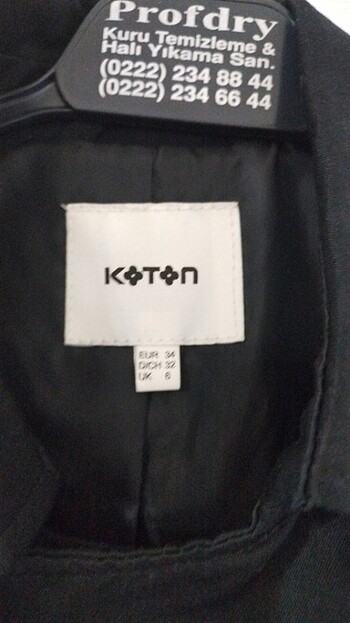 Profdry
Kuru Temizleme &
Halı Yıkama San.
(0222) 234 88 44
(0222) 234 66 44
KOTON
EUR 34
D/CH 32
UK 6